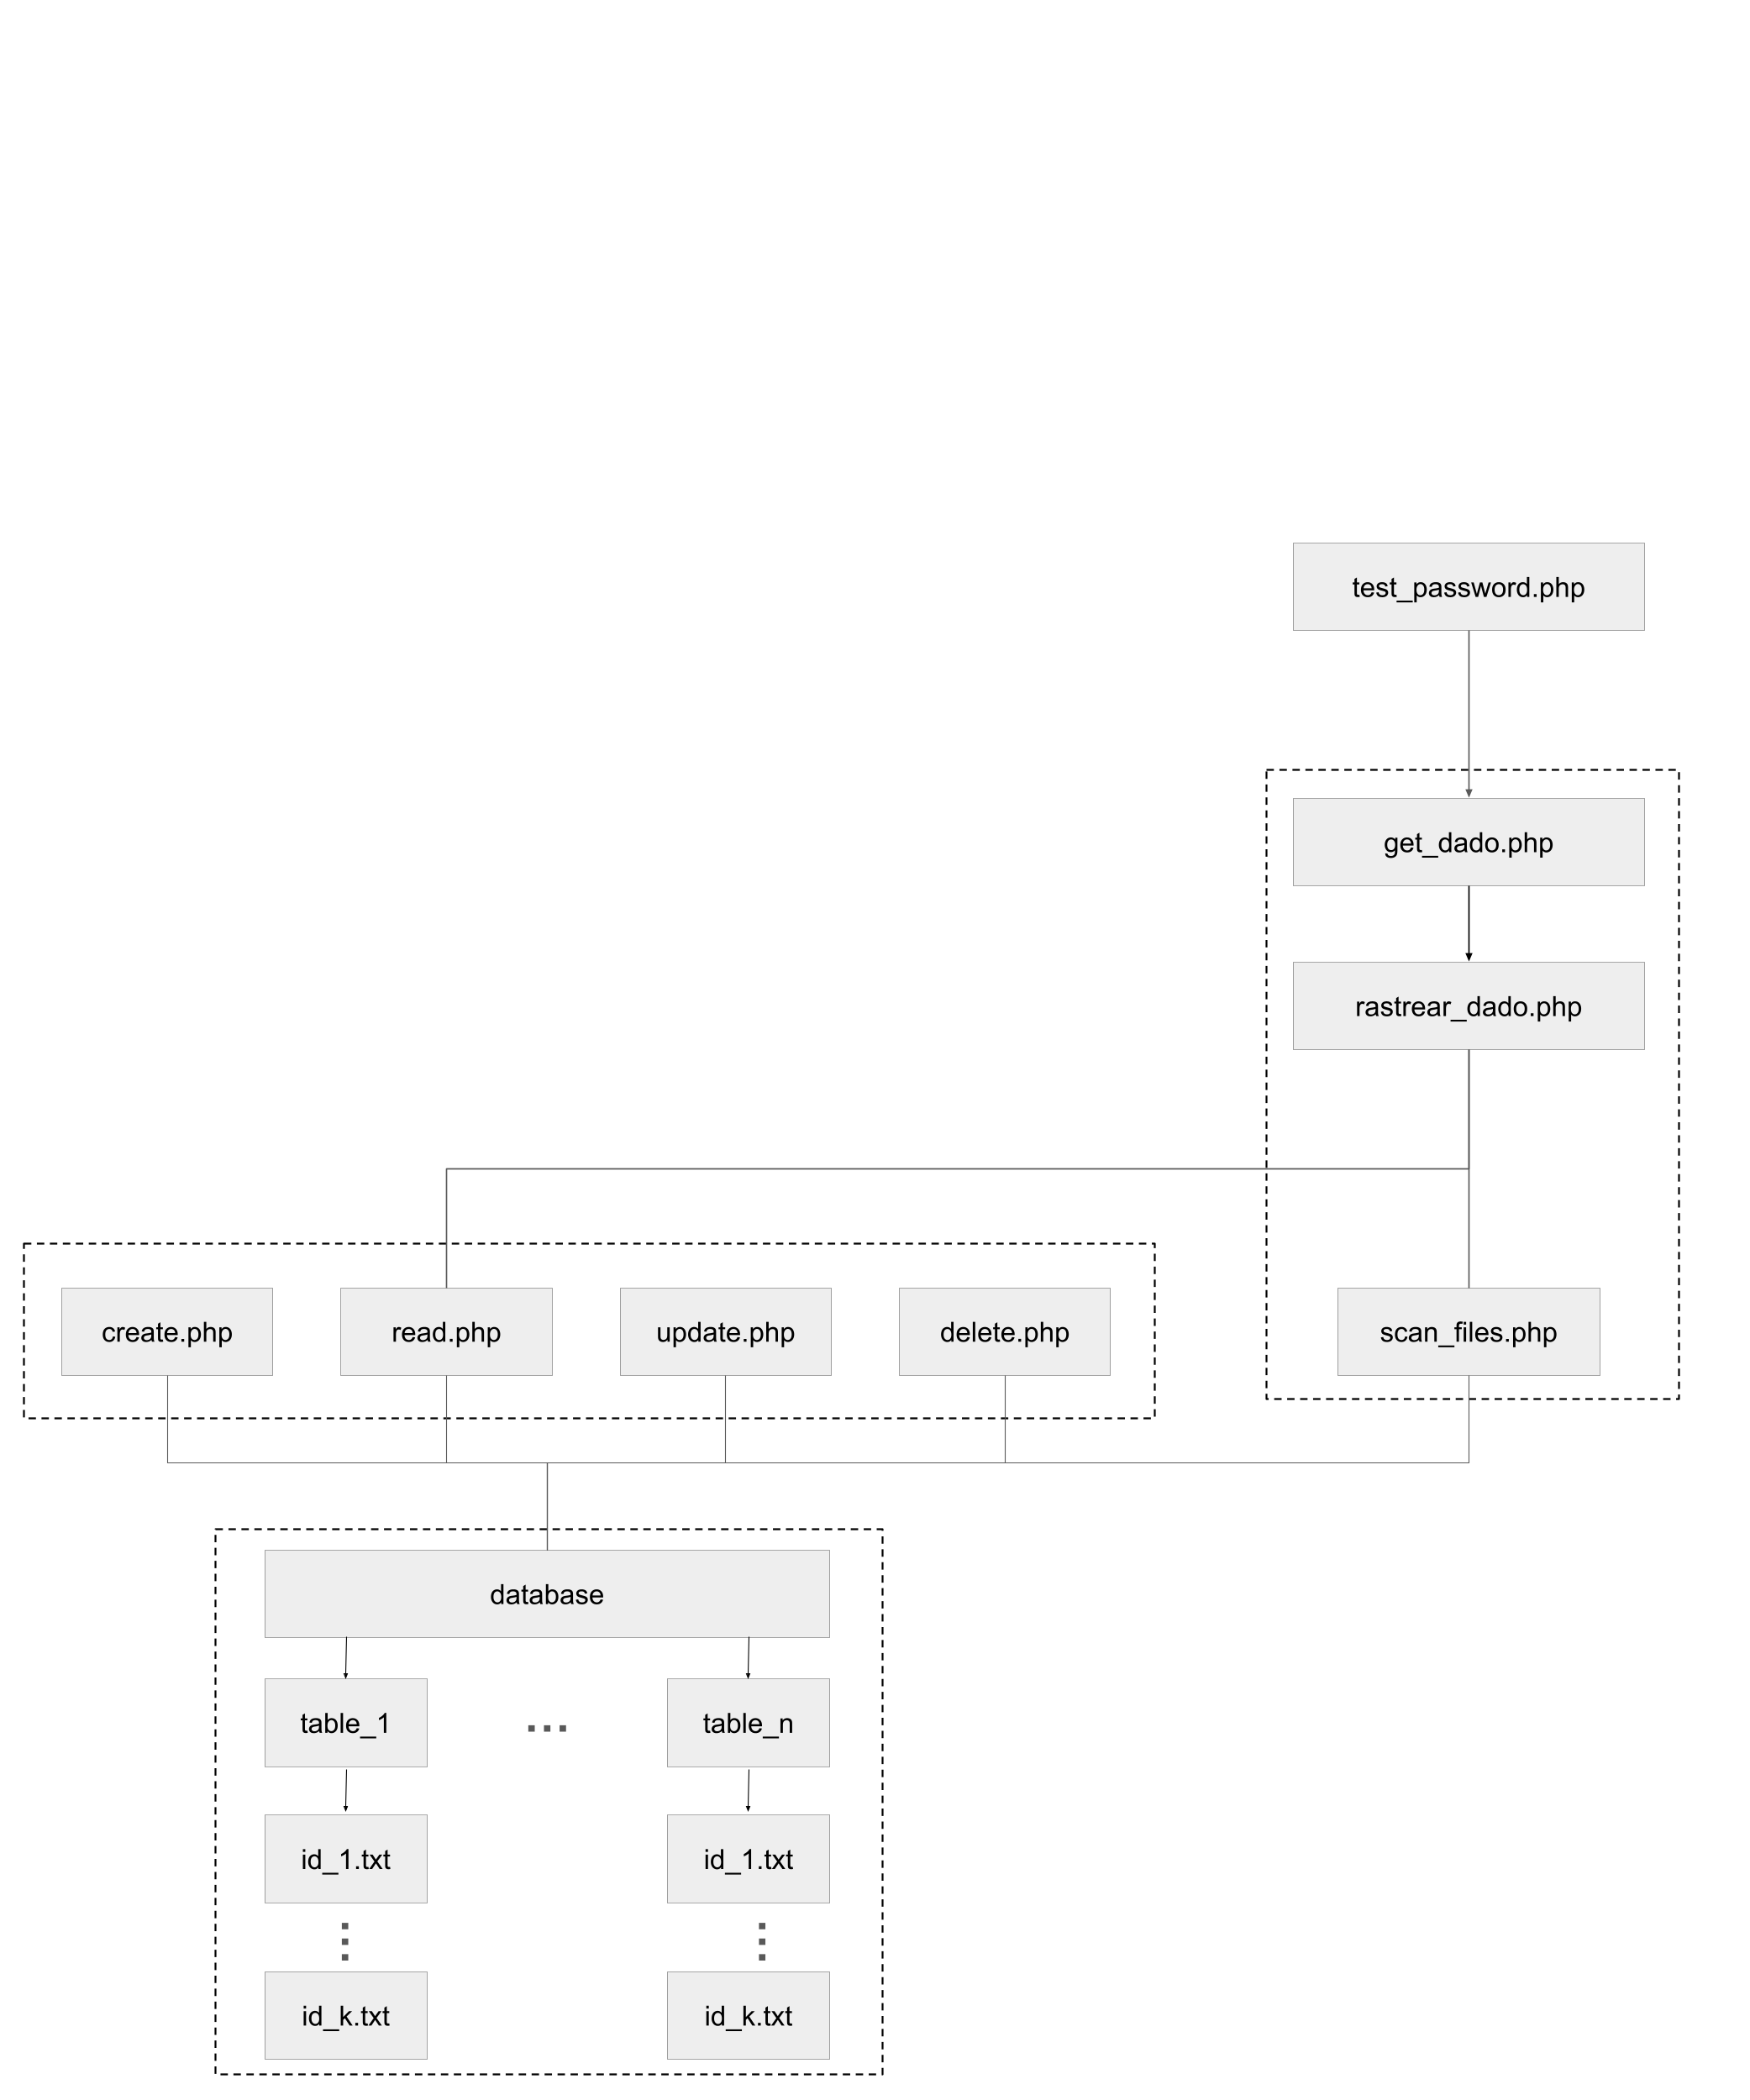 test_password.php
get_dado.php
rastrear_dado.php
create.php
read.php
update.php
delete.php
scan_files.php
database
table_1
...
table_n
id_1.txt
id_1.txt
id_k.txt
id_k.txt